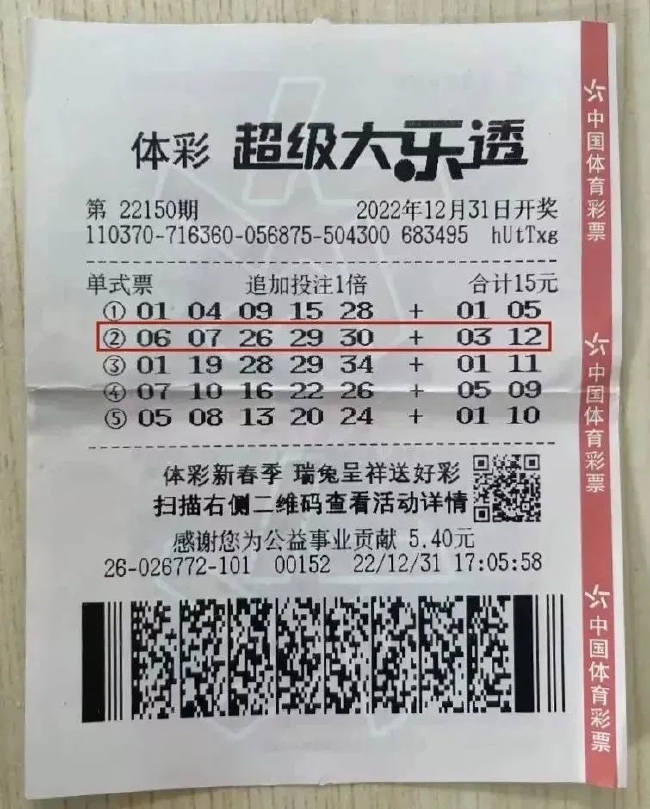 体彩 超级大乐透
第 22150期 2022年12月31日开奖
110370-716360-056875-504300 683495 hUtTxg
单式票 追加投注1倍 合计15元
① 01 04 09 15 28 + 01 05
② 06 07 26 29 30 + 03 12
③ 01 19 28 29 34 + 01 11
④ 07 10 16 22 26 + 05 09
⑤ 05 08 13 20 24 + 01 10
体彩新春季 瑞兔呈祥送好彩
扫描右侧二维码查看活动详情
感谢您为公益事业贡献 5.40元
26-026772-101 00152 22/12/31 17:05:58
中国体育彩票
中国体育彩票
中国体育彩票